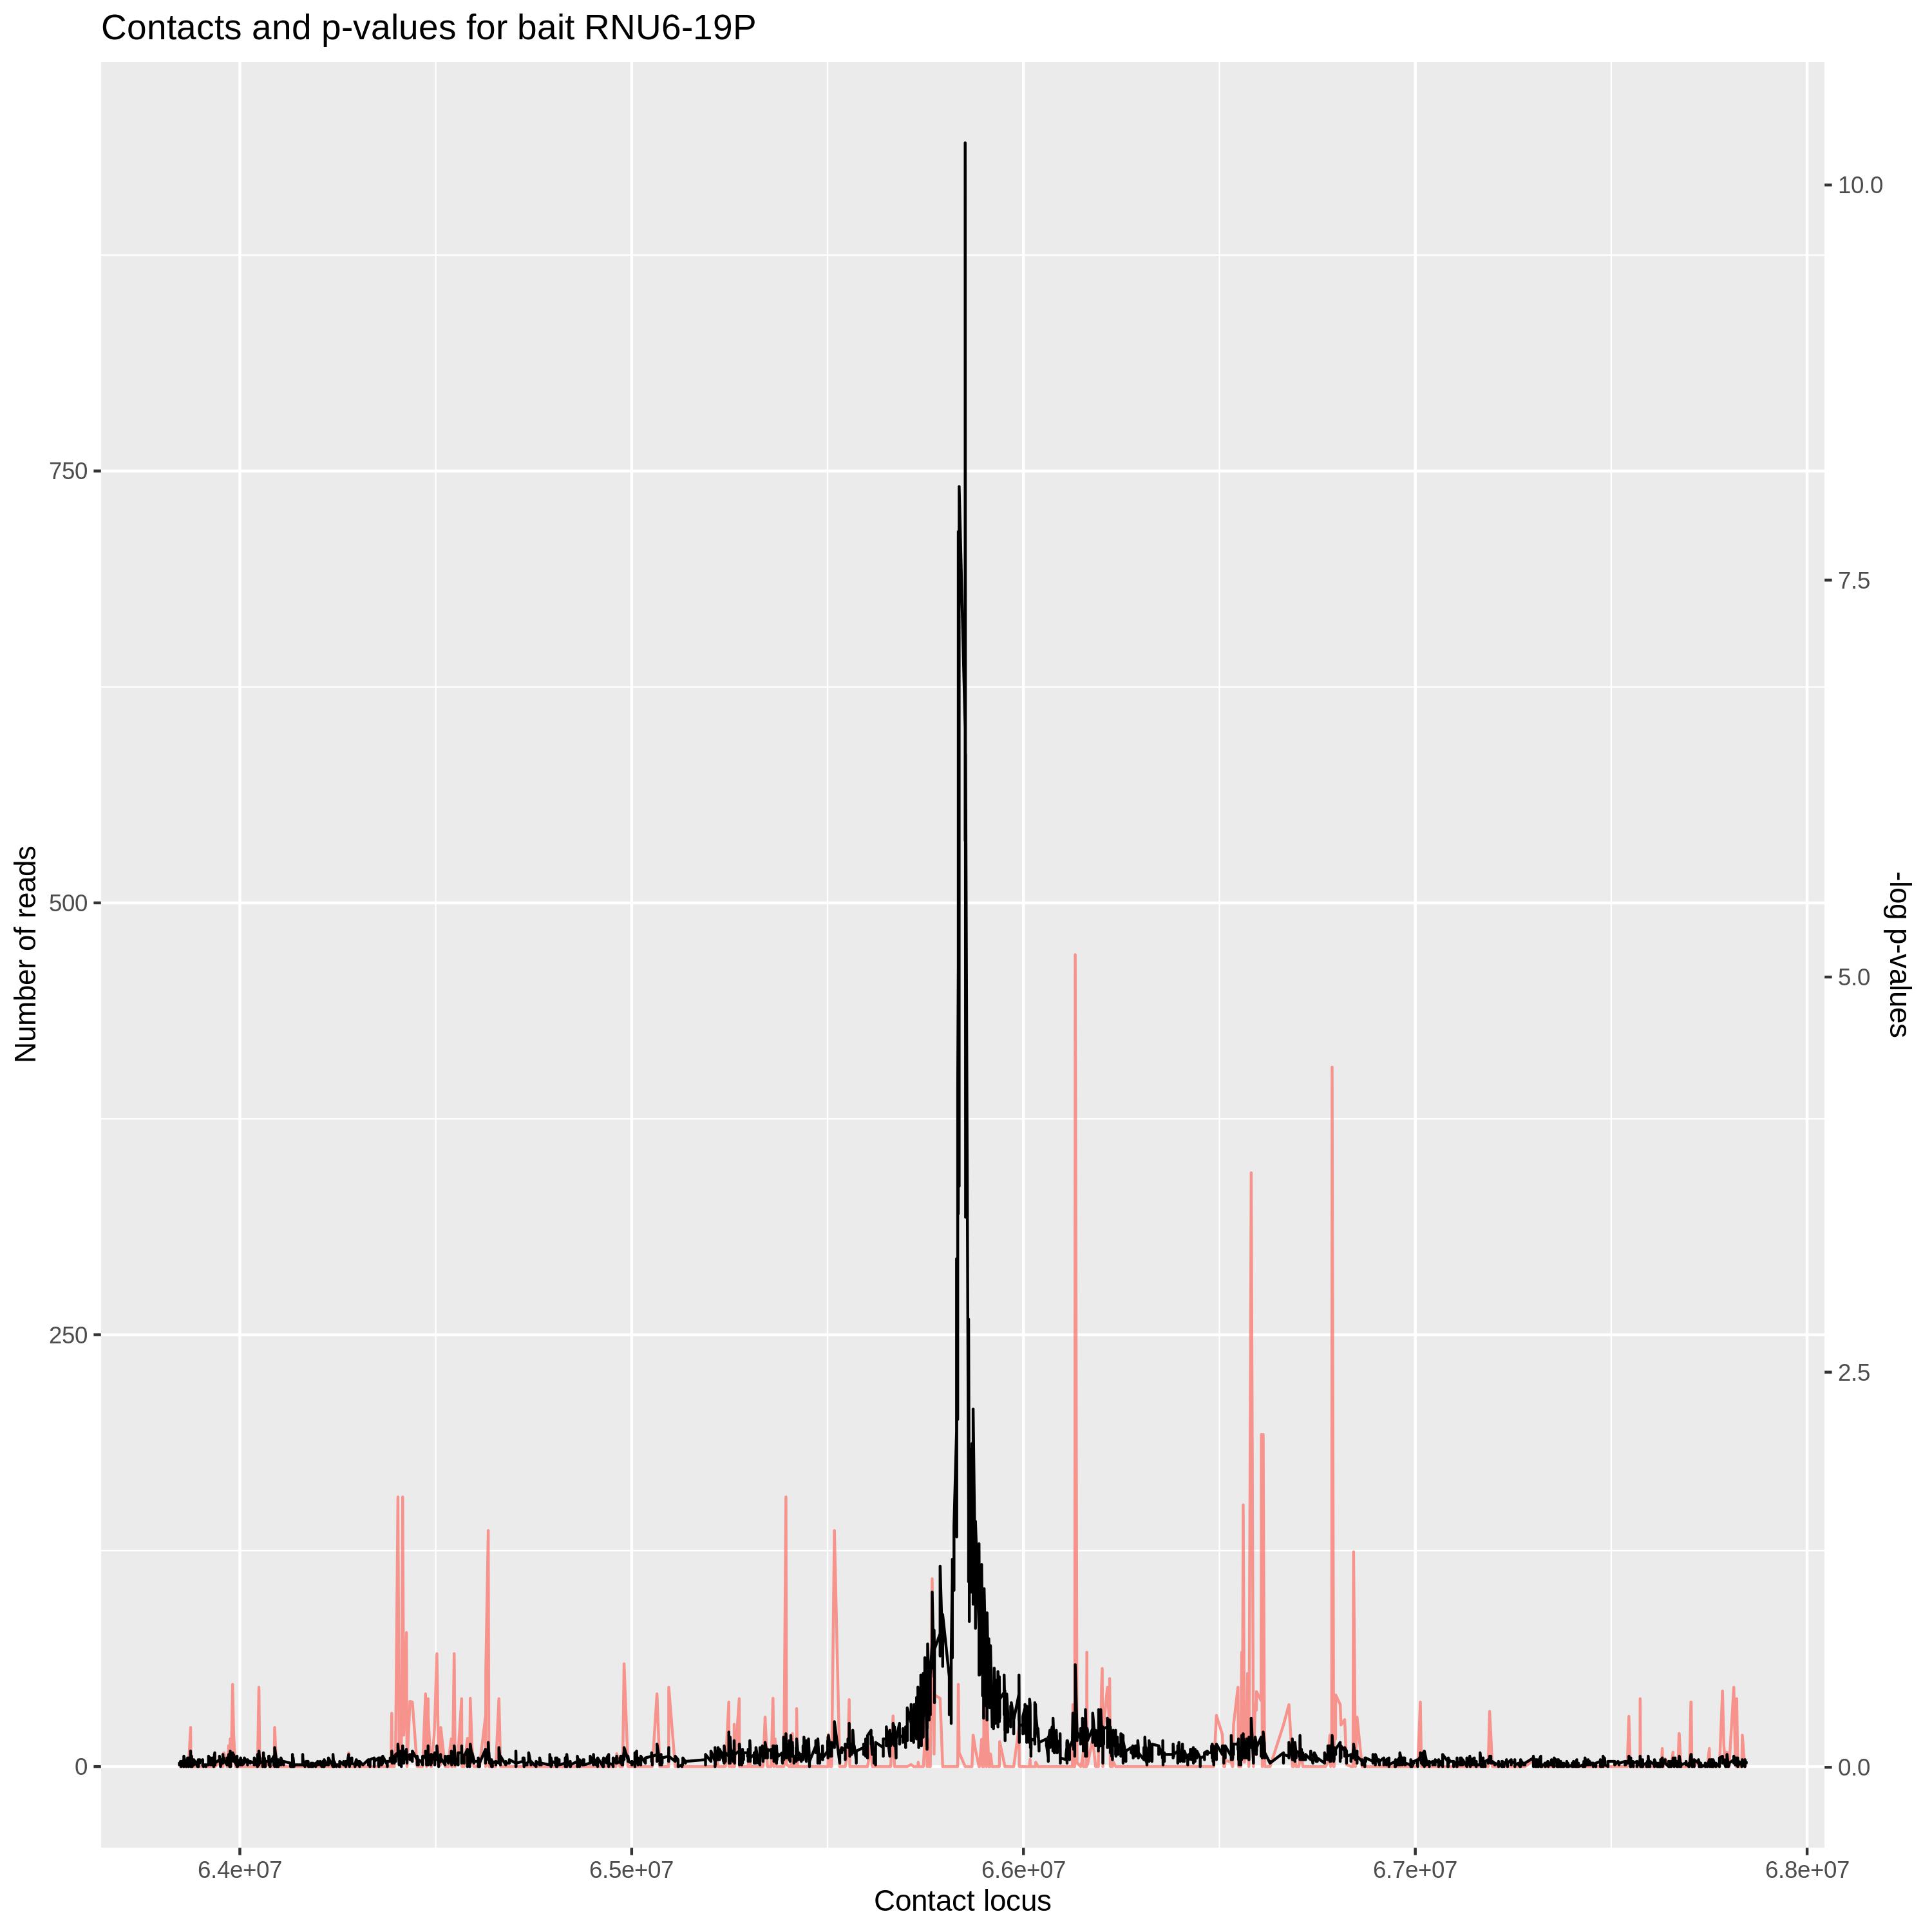 Contacts and p-values for bait RNU6-19P
Number of reads
750
500
250
0
10.0
7.5
5.0
2.5
0.0
-log p-values
6.4e+07
6.5e+07
6.6e+07
6.7e+07
6.8e+07
Contact locus